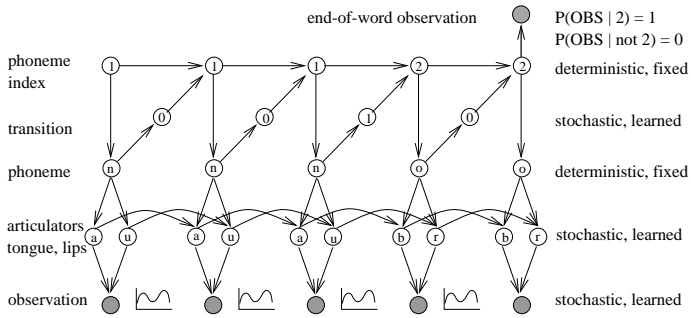 end-of-word observation P(OBS | 2) = 1
P(OBS | not 2) = 0
phoneme
index
1 1 1 2 2
deterministic, fixed
transition
0 0 1 0
stochastic, learned
phoneme
n n n o o
deterministic, fixed
articulators
tongue, lips
a u a u a u b r b r
stochastic, learned
observation
stochastic, learned